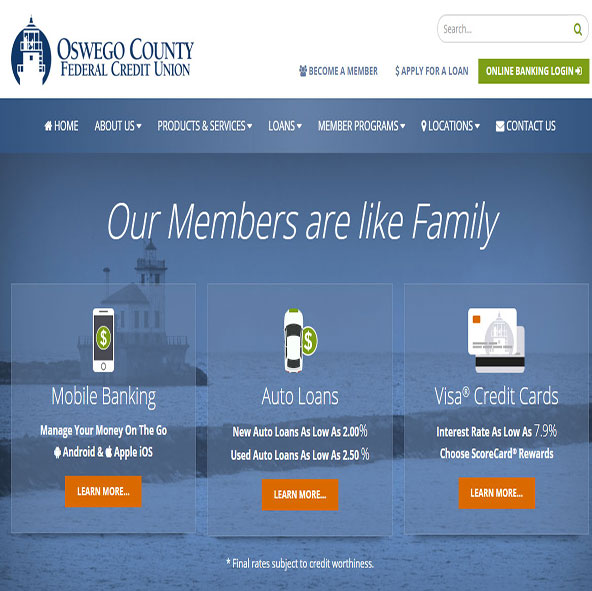 Oswego County
Federal Credit Union
Search...
BECOME A MEMBER
$ APPLY FOR A LOAN
ONLINE BANKING LOGIN
HOME
ABOUT US
PRODUCTS & SERVICES
LOANS
MEMBER PROGRAMS
LOCATIONS
CONTACT US
Our Members are like Family
$
$
Mobile Banking
Auto Loans
Visa® Credit Cards
Manage Your Money On The Go
Android & Apple iOS
New Auto Loans As Low As 2.00%
Used Auto Loans As Low As 2.50 %
Interest Rate As Low As 7.9%
Choose ScoreCard® Rewards
LEARN MORE...
LEARN MORE...
LEARN MORE...
* Final rates subject to credit worthiness.